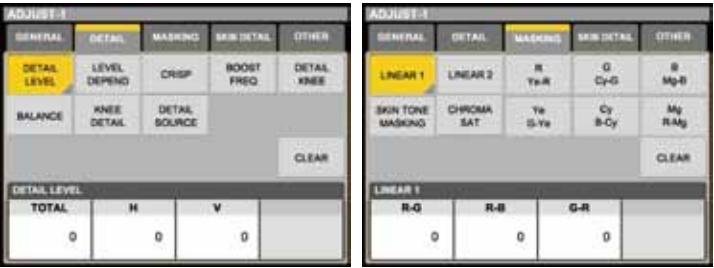 ADJUST-1
GENERAL DETAIL MASKING SKIN DETAIL OTHER
DETAIL LEVEL
LEVEL DEPEND
CRISP
BOOST FREQ
DETAIL KNEE
BALANCE
KNEE DETAIL
DETAIL SOURCE
CLEAR
DETAIL LEVEL
TOTAL H V
0 0 0
ADJUST-1
GENERAL DETAIL MASKING SKIN DETAIL OTHER
LINEAR 1
LINEAR 2
R
Ye-R
G
Cy-G
B
Mg-B
SKIN TONE
MASKING
CHROMA
SAT
Ye
G-Ye
Cy
B-Cy
Mg
R-Mg
CLEAR
LINEAR 1
R-G R-B G-R
0 0 0